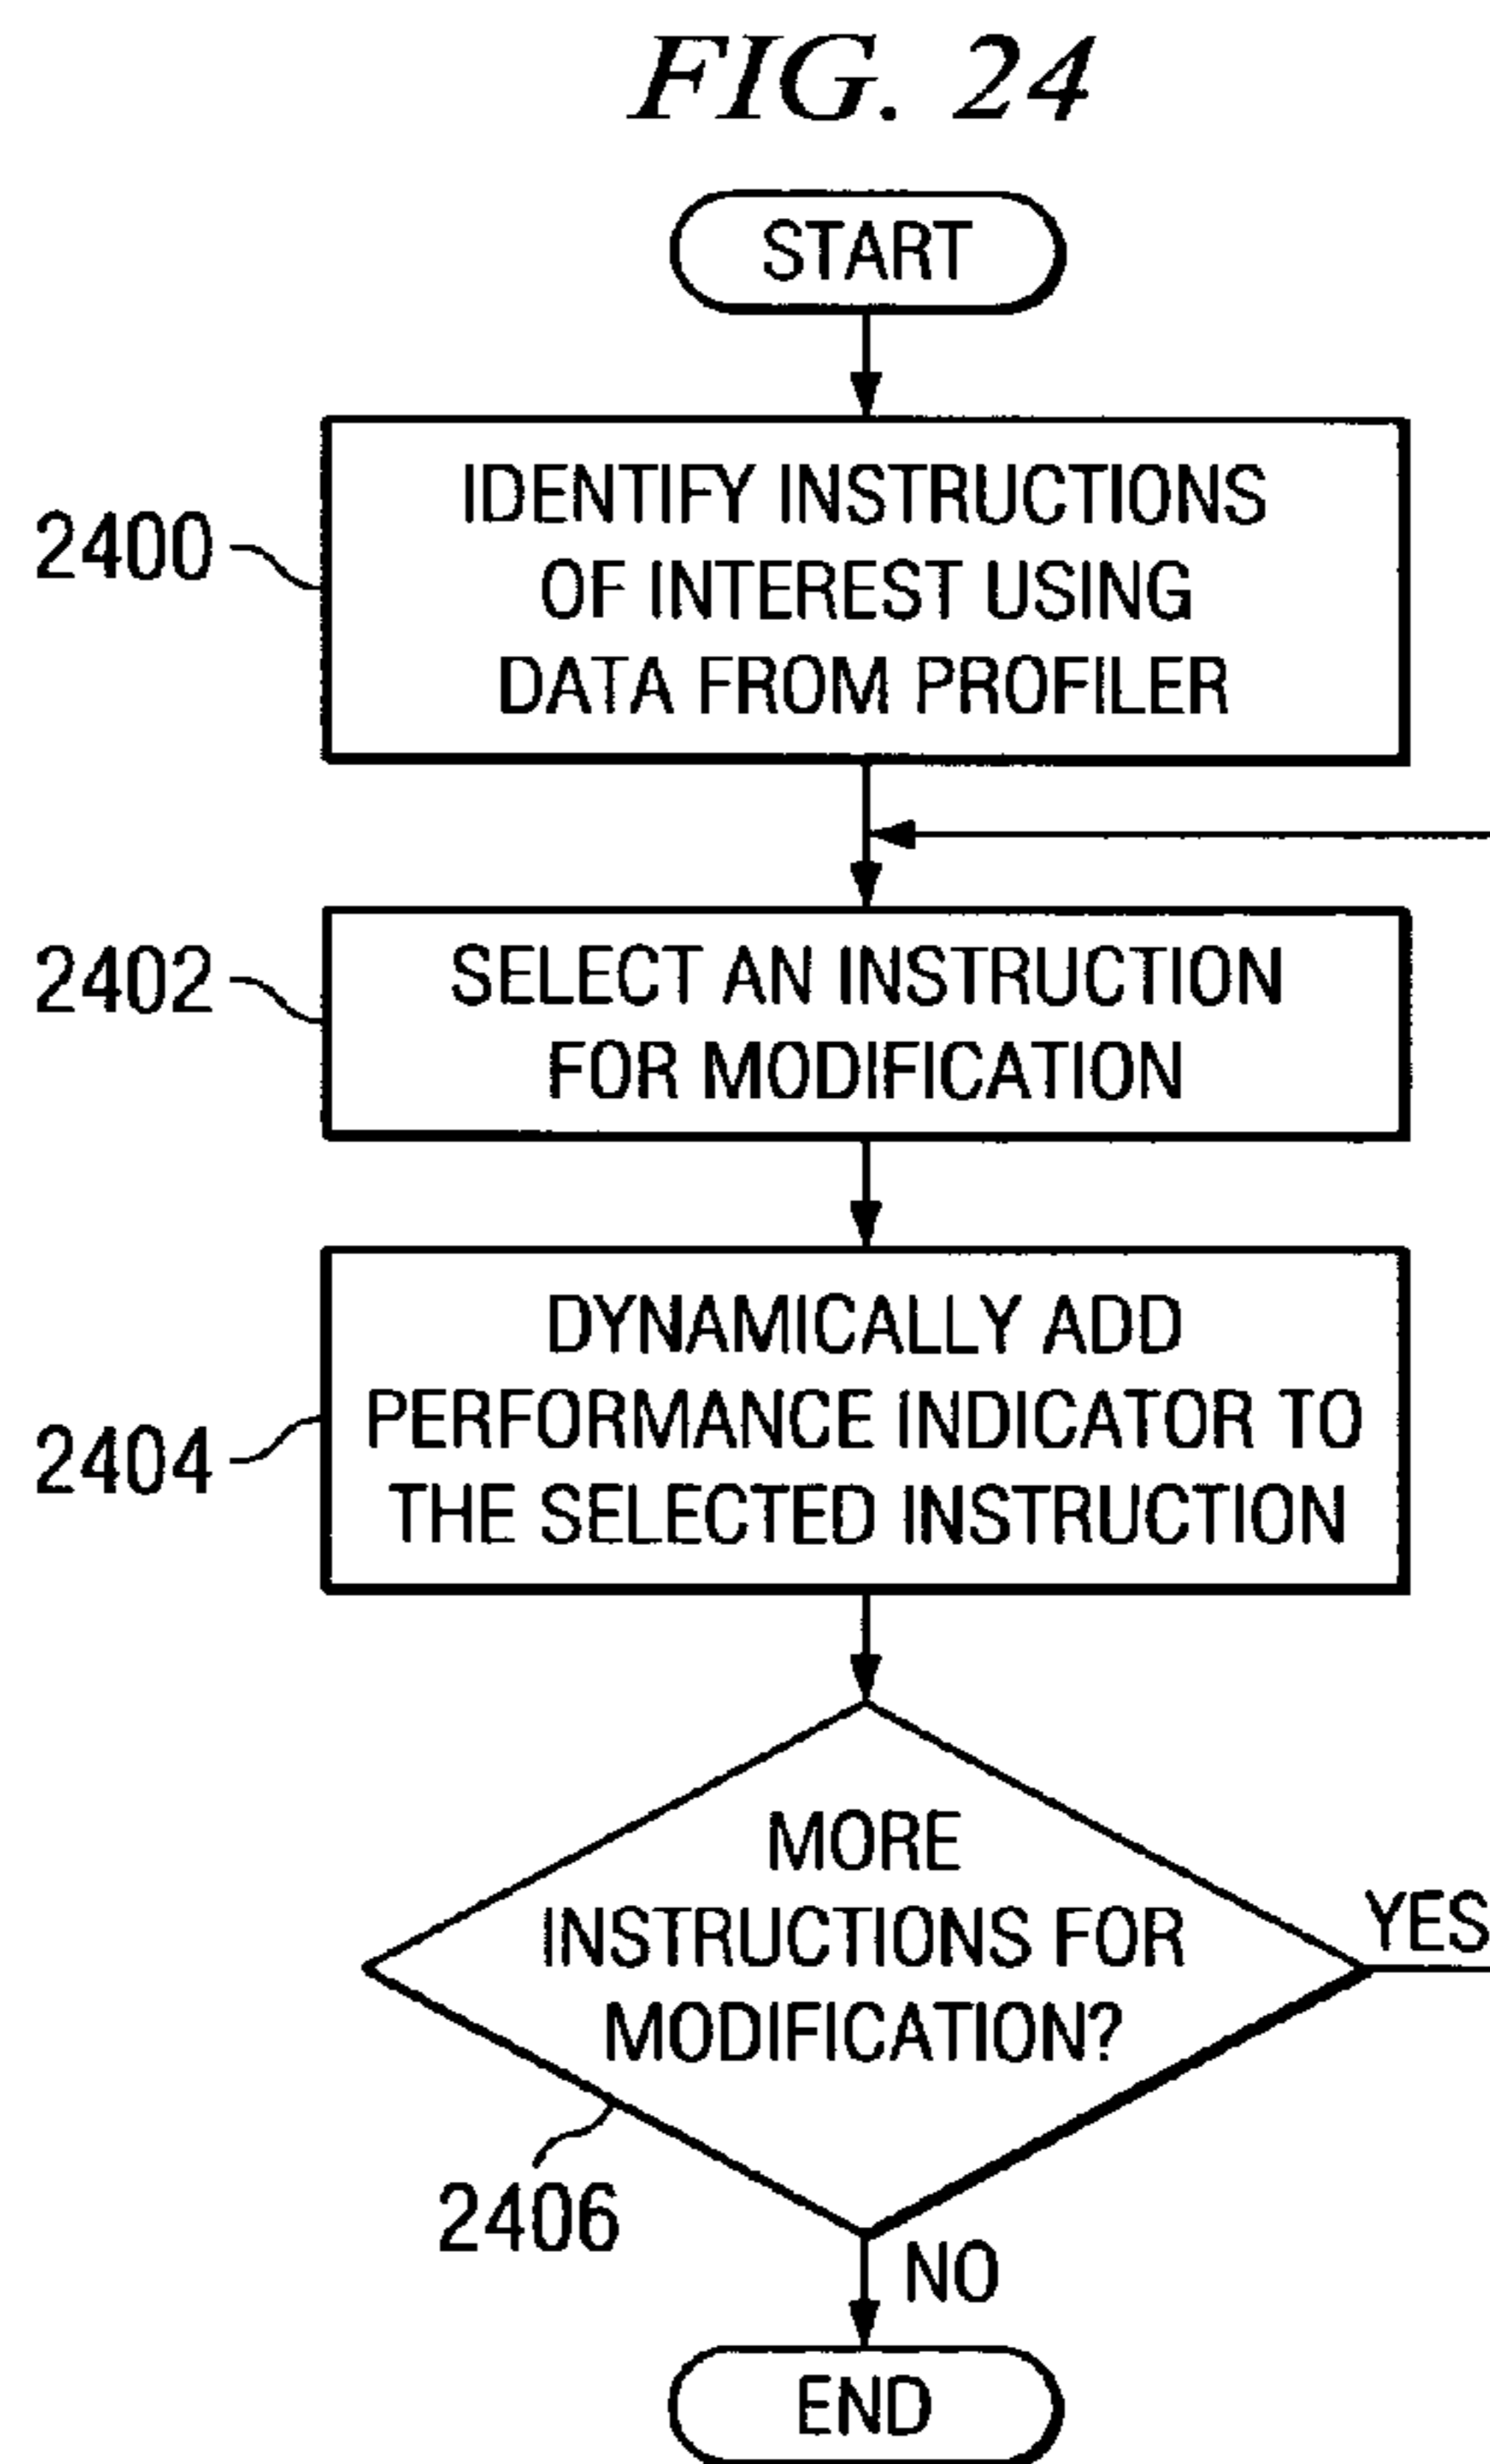 FIG. 24
START
2400
IDENTIFY INSTRUCTIONS
OF INTEREST USING
DATA FROM PROFILER
2402
SELECT AN INSTRUCTION
FOR MODIFICATION
2404
DYNAMICALLY ADD
PERFORMANCE INDICATOR TO
THE SELECTED INSTRUCTION
MORE
INSTRUCTIONS FOR
MODIFICATION?
YES
2406
NO
END